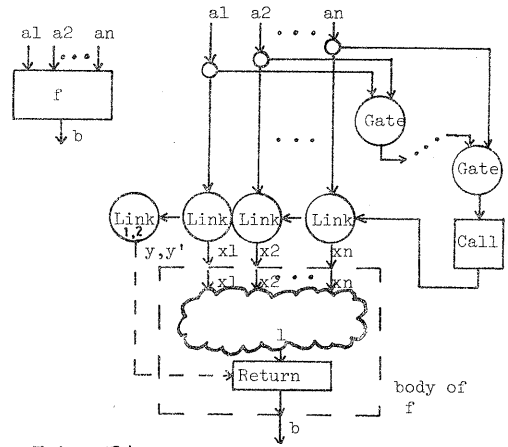 a1 a2 an
f
b
a1 a2 an
Gate
Gate
Call
Link Link Link Link
1,2
y,y' x1 x2 xn
x1 x2 xn
l
Return
body of
f
b